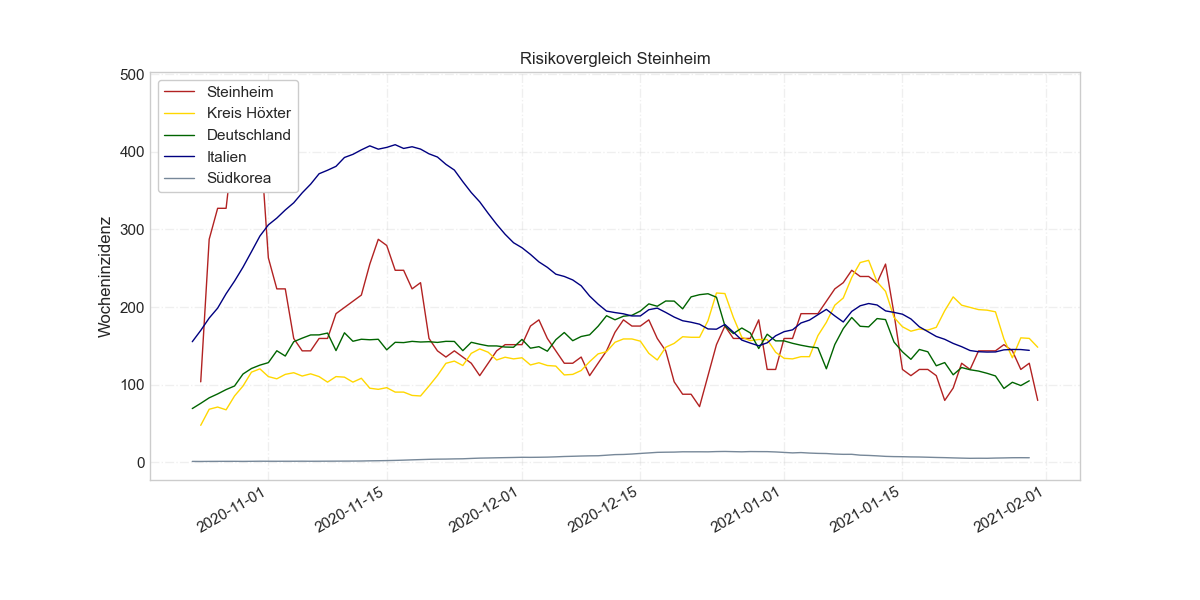 Risikovergleich Steinheim
Wocheninzidenz
500
400
300
200
100
0
Steinheim
Kreis Höxter
Deutschland
Italien
Südkorea
2020-11-01
2020-11-15
2020-12-01
2020-12-15
2021-01-01
2021-01-15
2021-02-01